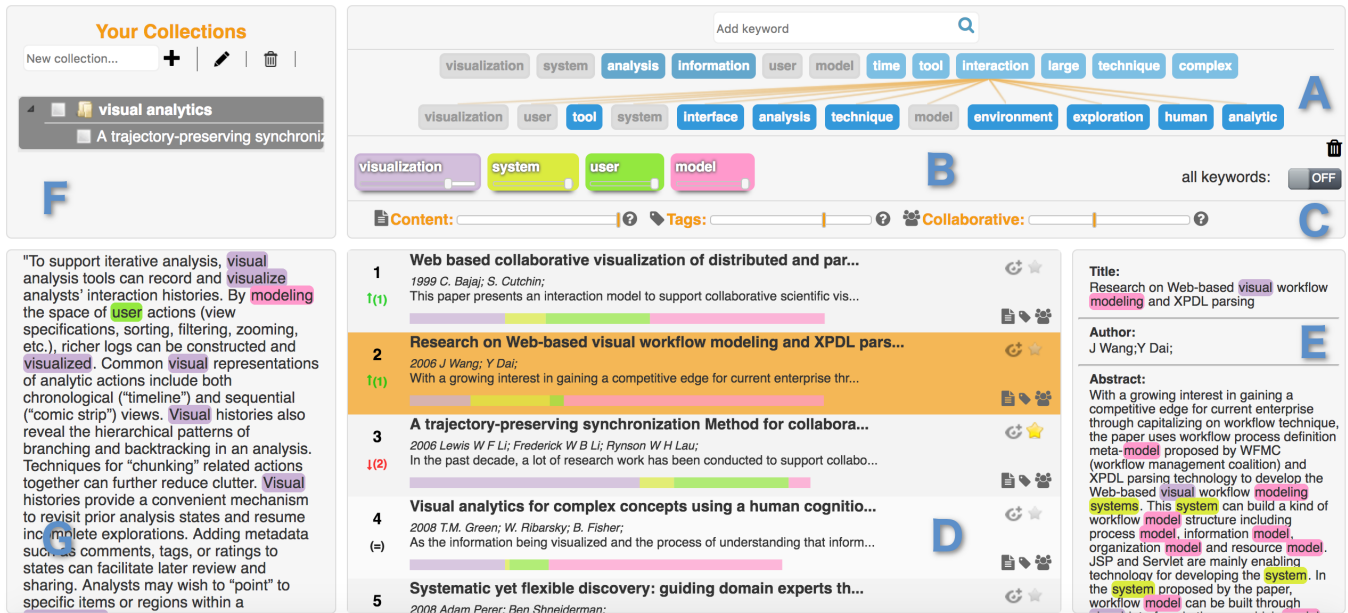 Your Collections
New collection...
visual analytics
A trajectory-preserving synchroniz
F
Add keyword
visualization system analysis information user model time tool interaction large technique complex
A
visualization user tool system interface analysis technique model environment exploration human analytic
visualization system user model
B
all keywords: OFF
Content: ? Tags: ? Collaborative: ?
C
"To support iterative analysis, visual
analysis tools can record and visualize
analysts' interaction histories. By modeling
the space of user actions (view
specifications, sorting, filtering, zooming,
etc.), richer logs can be constructed and
visualized. Common visual representations
of analytic actions include both
chronological ("timeline") and sequential
("comic strip") views. Visual histories also
reveal the hierarchical patterns of
branching and backtracking in an analysis.
Techniques for "chunking" related actions
together can further reduce clutter. Visual
histories provide a convenient mechanism
to revisit prior analysis states and resume
incomplete explorations. Adding metadata
such as comments, tags, or ratings to
states can facilitate later review and
sharing. Analysts may wish to "point" to
specific items or regions within a
G
1
↑(1)
Web based collaborative visualization of distributed and par...
1999 C. Bajaj; S. Cutchin;
This paper presents an interaction model to support collaborative scientific vis...
2
↑(1)
Research on Web-based visual workflow modeling and XPDL pars...
2006 J Wang; Y Dai;
With a growing interest in gaining a competitive edge for current enterprise thr...
3
↓(2)
A trajectory-preserving synchronization Method for collabora...
2006 Lewis W F Li; Frederick W B Li; Rynson W H Lau;
In the past decade, a lot of research work has been conducted to support collabo...
4
(=)
Visual analytics for complex concepts using a human cognitio...
2008 T.M. Green; W. Ribarsky; B. Fisher;
As the information being visualized and the process of understanding that inform...
D
5
Systematic yet flexible discovery: guiding domain experts th...
2008 Adam Perer; Ben Shneiderman;
Title:
Research on Web-based visual workflow
modeling and XPDL parsing
Author:
J Wang;Y Dai;
E
Abstract:
With a growing interest in gaining a
competitive edge for current enterprise
through capitalizing on workflow technique,
the paper uses workflow process definition
meta-model proposed by WFMC
(workflow management coalition) and
XPDL parsing technology to develop the
Web-based visual workflow modeling
systems. This system can build a kind of
workflow model structure including
process model, information model,
organization model and resource model.
JSP and Servlet are mainly enabling
technology for developing the system. In
the system proposed by the paper,
workflow model can be built through